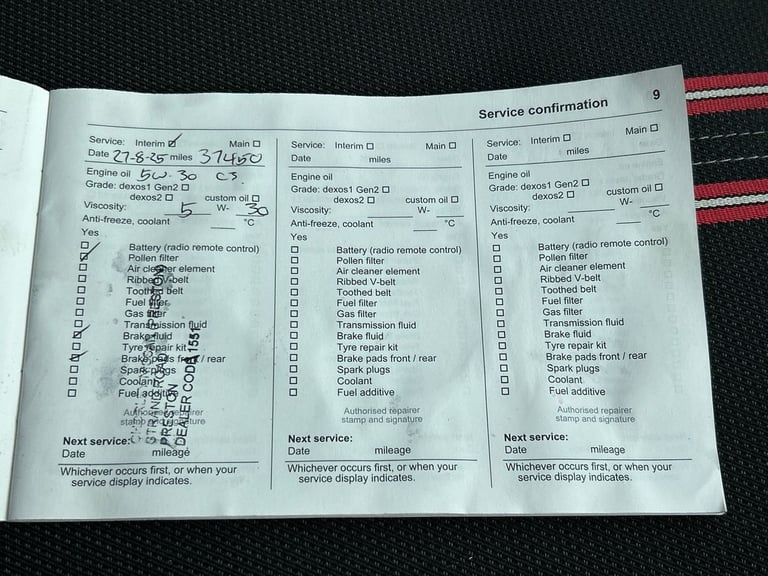 Service confirmation 9
Service: Interim ☑ Main ☐
Date 27-8-25 miles 37450
Engine oil 5W-30 C3
Grade: dexos1 Gen2 ☐
dexos2 ☐ custom oil ☐
Viscosity: 5 W- 30
Anti-freeze, coolant °C
Yes
☐ Battery (radio remote control)
☑ Pollen filter
☐ Air cleaner element
☐ Ribbed V-belt
☐ Toothed belt
☐ Fuel filter
☐ Gas filter
☐ Transmission fluid
☑ Brake fluid
☐ Tyre repair kit
☑ Brake pads front / rear
☐ Spark plugs
☐ Coolant
☐ Fuel additive
Authorised repairer
stamp and signature
PRESTON
DEALER CODE 1551
Next service:
Date mileage
Whichever occurs first, or when your
service display indicates.
Service: Interim ☐ Main ☐
Date miles
Engine oil
Grade: dexos1 Gen2 ☐
dexos2 ☐ custom oil ☐
Viscosity: W-
Anti-freeze, coolant °C
Yes
☐ Battery (radio remote control)
☐ Pollen filter
☐ Air cleaner element
☐ Ribbed V-belt
☐ Toothed belt
☐ Fuel filter
☐ Gas filter
☐ Transmission fluid
☐ Brake fluid
☐ Tyre repair kit
☐ Brake pads front / rear
☐ Spark plugs
☐ Coolant
☐ Fuel additive
Authorised repairer
stamp and signature
Next service:
Date mileage
Whichever occurs first, or when your
service display indicates.
Service: Interim ☐ Main ☐
Date miles
Engine oil
Grade: dexos1 Gen2 ☐
dexos2 ☐ custom oil ☐
Viscosity: W-
Anti-freeze, coolant °C
Yes
☐ Battery (radio remote control)
☐ Pollen filter
☐ Air cleaner element
☐ Ribbed V-belt
☐ Toothed belt
☐ Fuel filter
☐ Gas filter
☐ Transmission fluid
☐ Brake fluid
☐ Tyre repair kit
☐ Brake pads front / rear
☐ Spark plugs
☐ Coolant
☐ Fuel additive
Authorised repairer
stamp and signature
Next service:
Date mileage
Whichever occurs first, or when your
service display indicates.